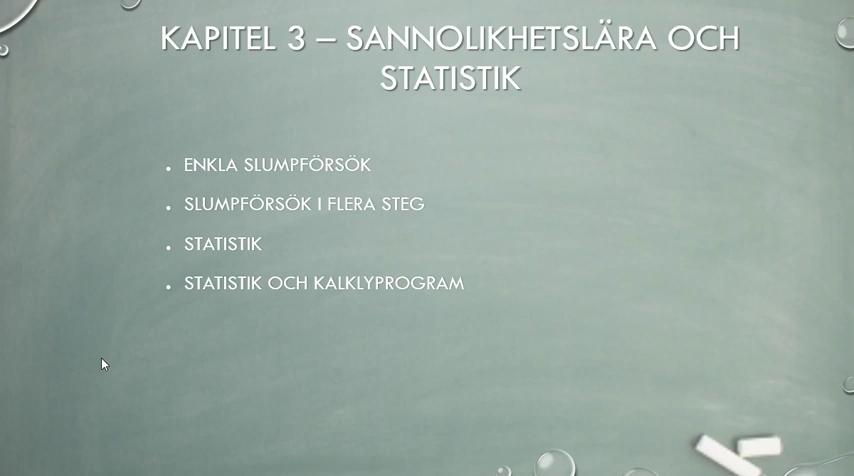 KAPITEL 3 – SANNOLIKHETSLÄRA OCH
STATISTIK
• ENKLA SLUMPFÖRSÖK
• SLUMPFÖRSÖK I FLERA STEG
• STATISTIK
• STATISTIK OCH KALKLYPROGRAM